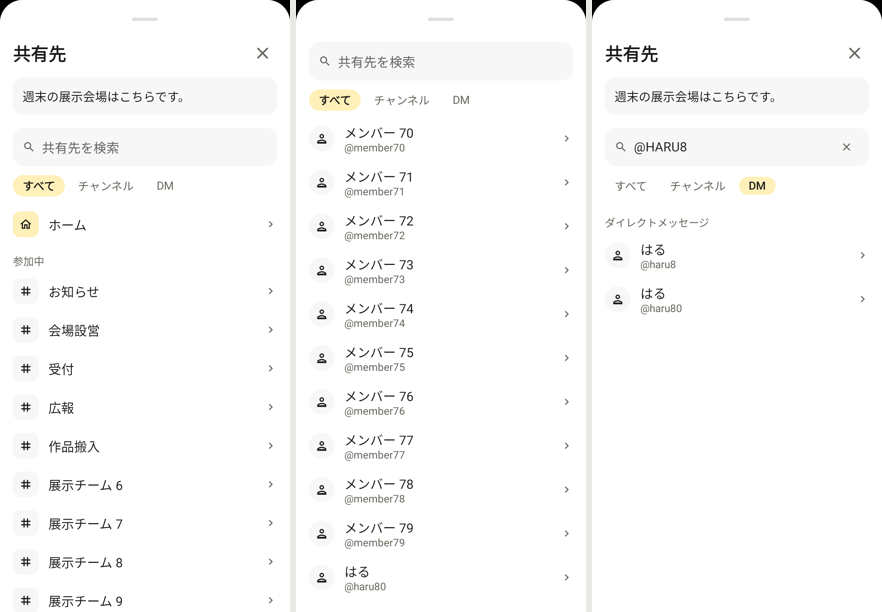 共有先
週末の展示会場はこちらです。
共有先を検索
すべて チャンネル DM
ホーム
参加中
お知らせ
会場設営
受付
広報
作品搬入
展示チーム 6
展示チーム 7
展示チーム 8
展示チーム 9
共有先を検索
すべて チャンネル DM
メンバー 70
@member70
メンバー 71
@member71
メンバー 72
@member72
メンバー 73
@member73
メンバー 74
@member74
メンバー 75
@member75
メンバー 76
@member76
メンバー 77
@member77
メンバー 78
@member78
メンバー 79
@member79
はる
@haru80
共有先
週末の展示会場はこちらです。
@HARU8
すべて チャンネル DM
ダイレクトメッセージ
はる
@haru8
はる
@haru80